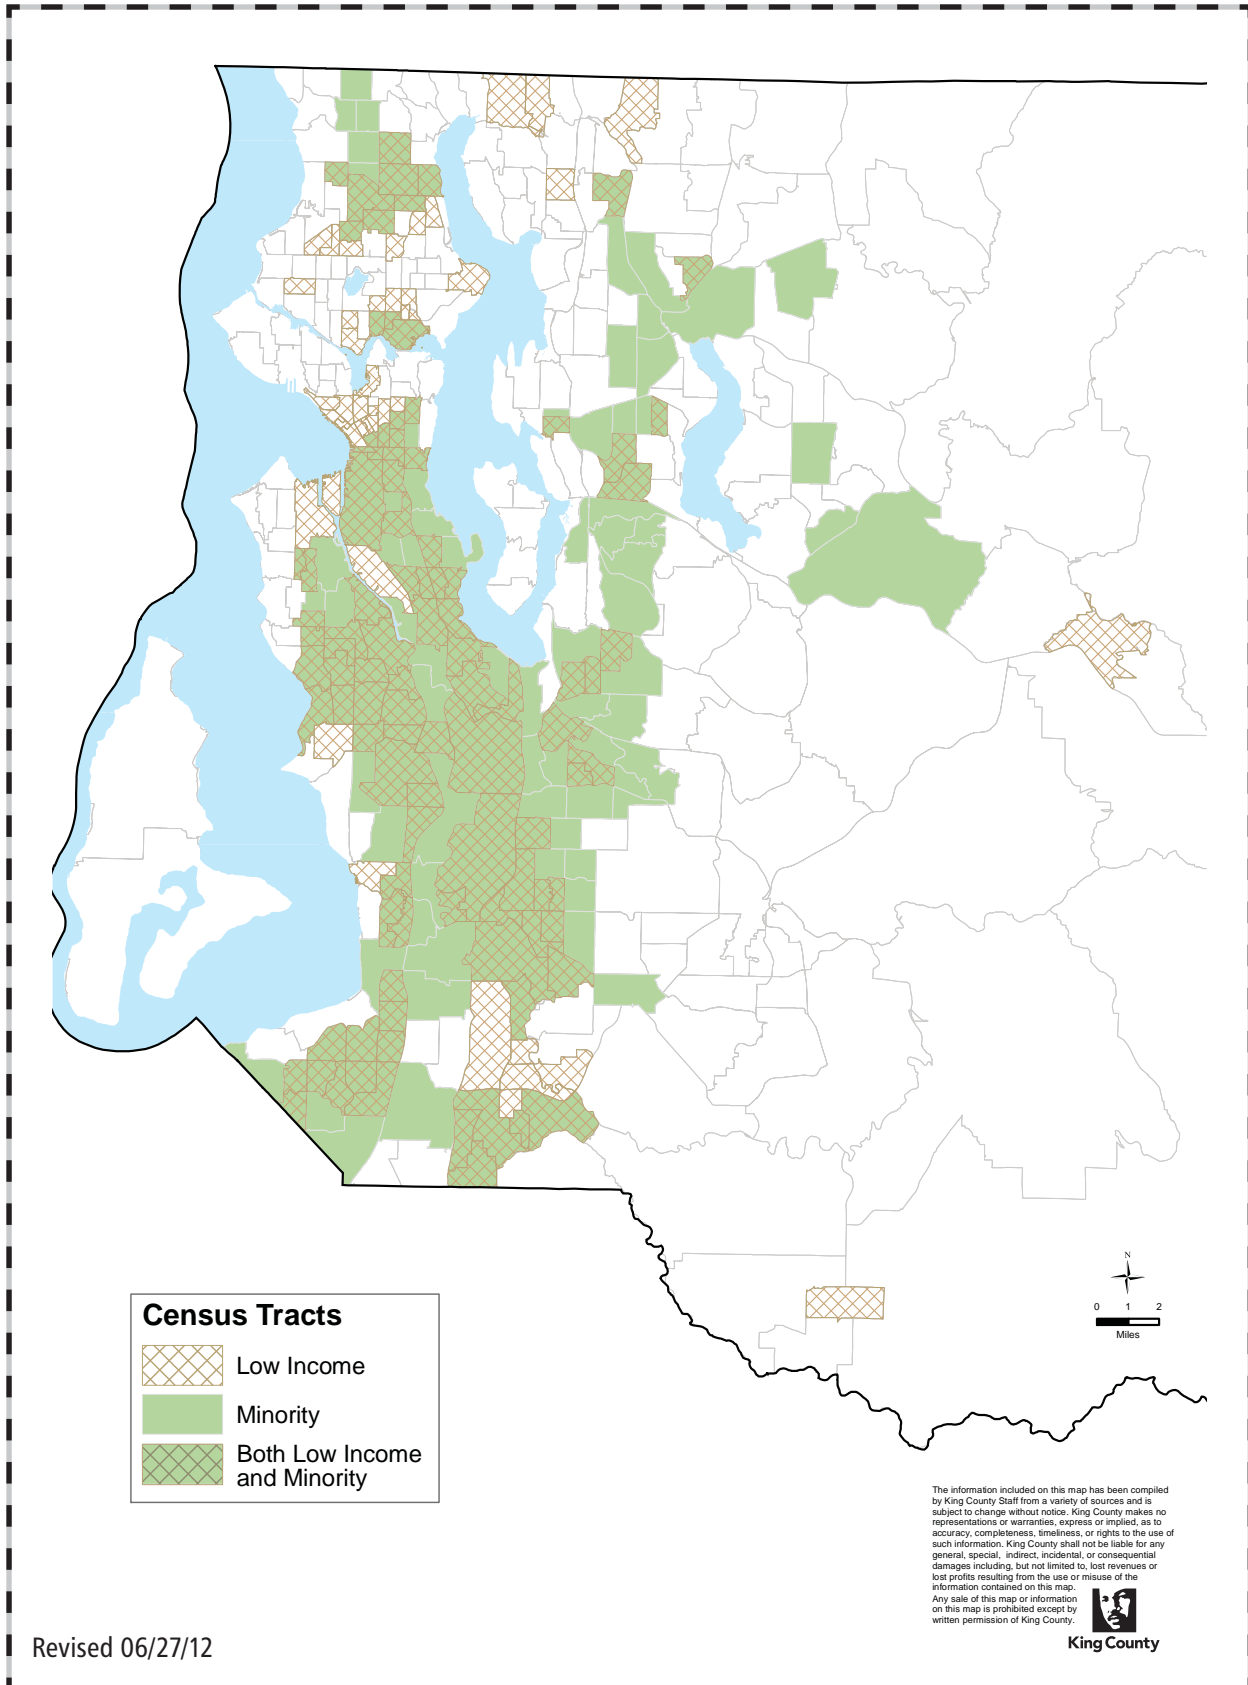 N
0 1 2
Miles
Census Tracts
Low Income
Minority
Both Low Income
and Minority
The information included on this map has been compiled
by King County Staff from a variety of sources and is
subject to change without notice. King County makes no
representations or warranties, express or implied, as to
accuracy, completeness, timeliness, or rights to the use of
such information. King County shall not be liable for any
general, special, indirect, incidental, or consequential
damages including, but not limited to, lost revenues or
lost profits resulting from the use or misuse of the
information contained on this map.
Any sale of this map or information
on this map is prohibited except by
written permission of King County.
King County
Revised 06/27/12